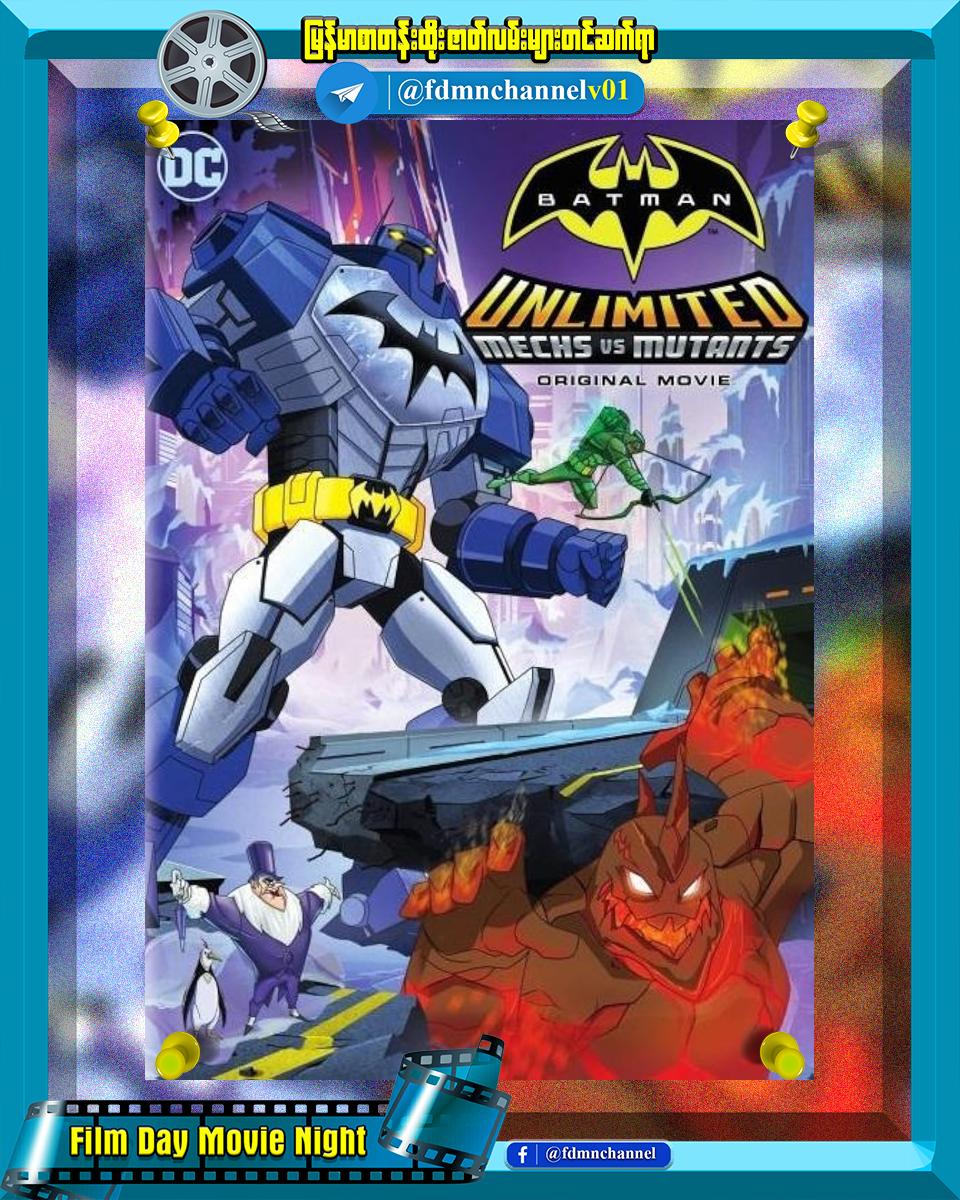 မြန်မာစာတန်းထိုးဇာတ်လမ်းများတင်ဆက်ရာ
@fdmnchannelv01
DC
BATMAN
TM
UNLIMITED
MECHS VS MUTANTS
ORIGINAL MOVIE
Film Day Movie Night
f @fdmnchannel